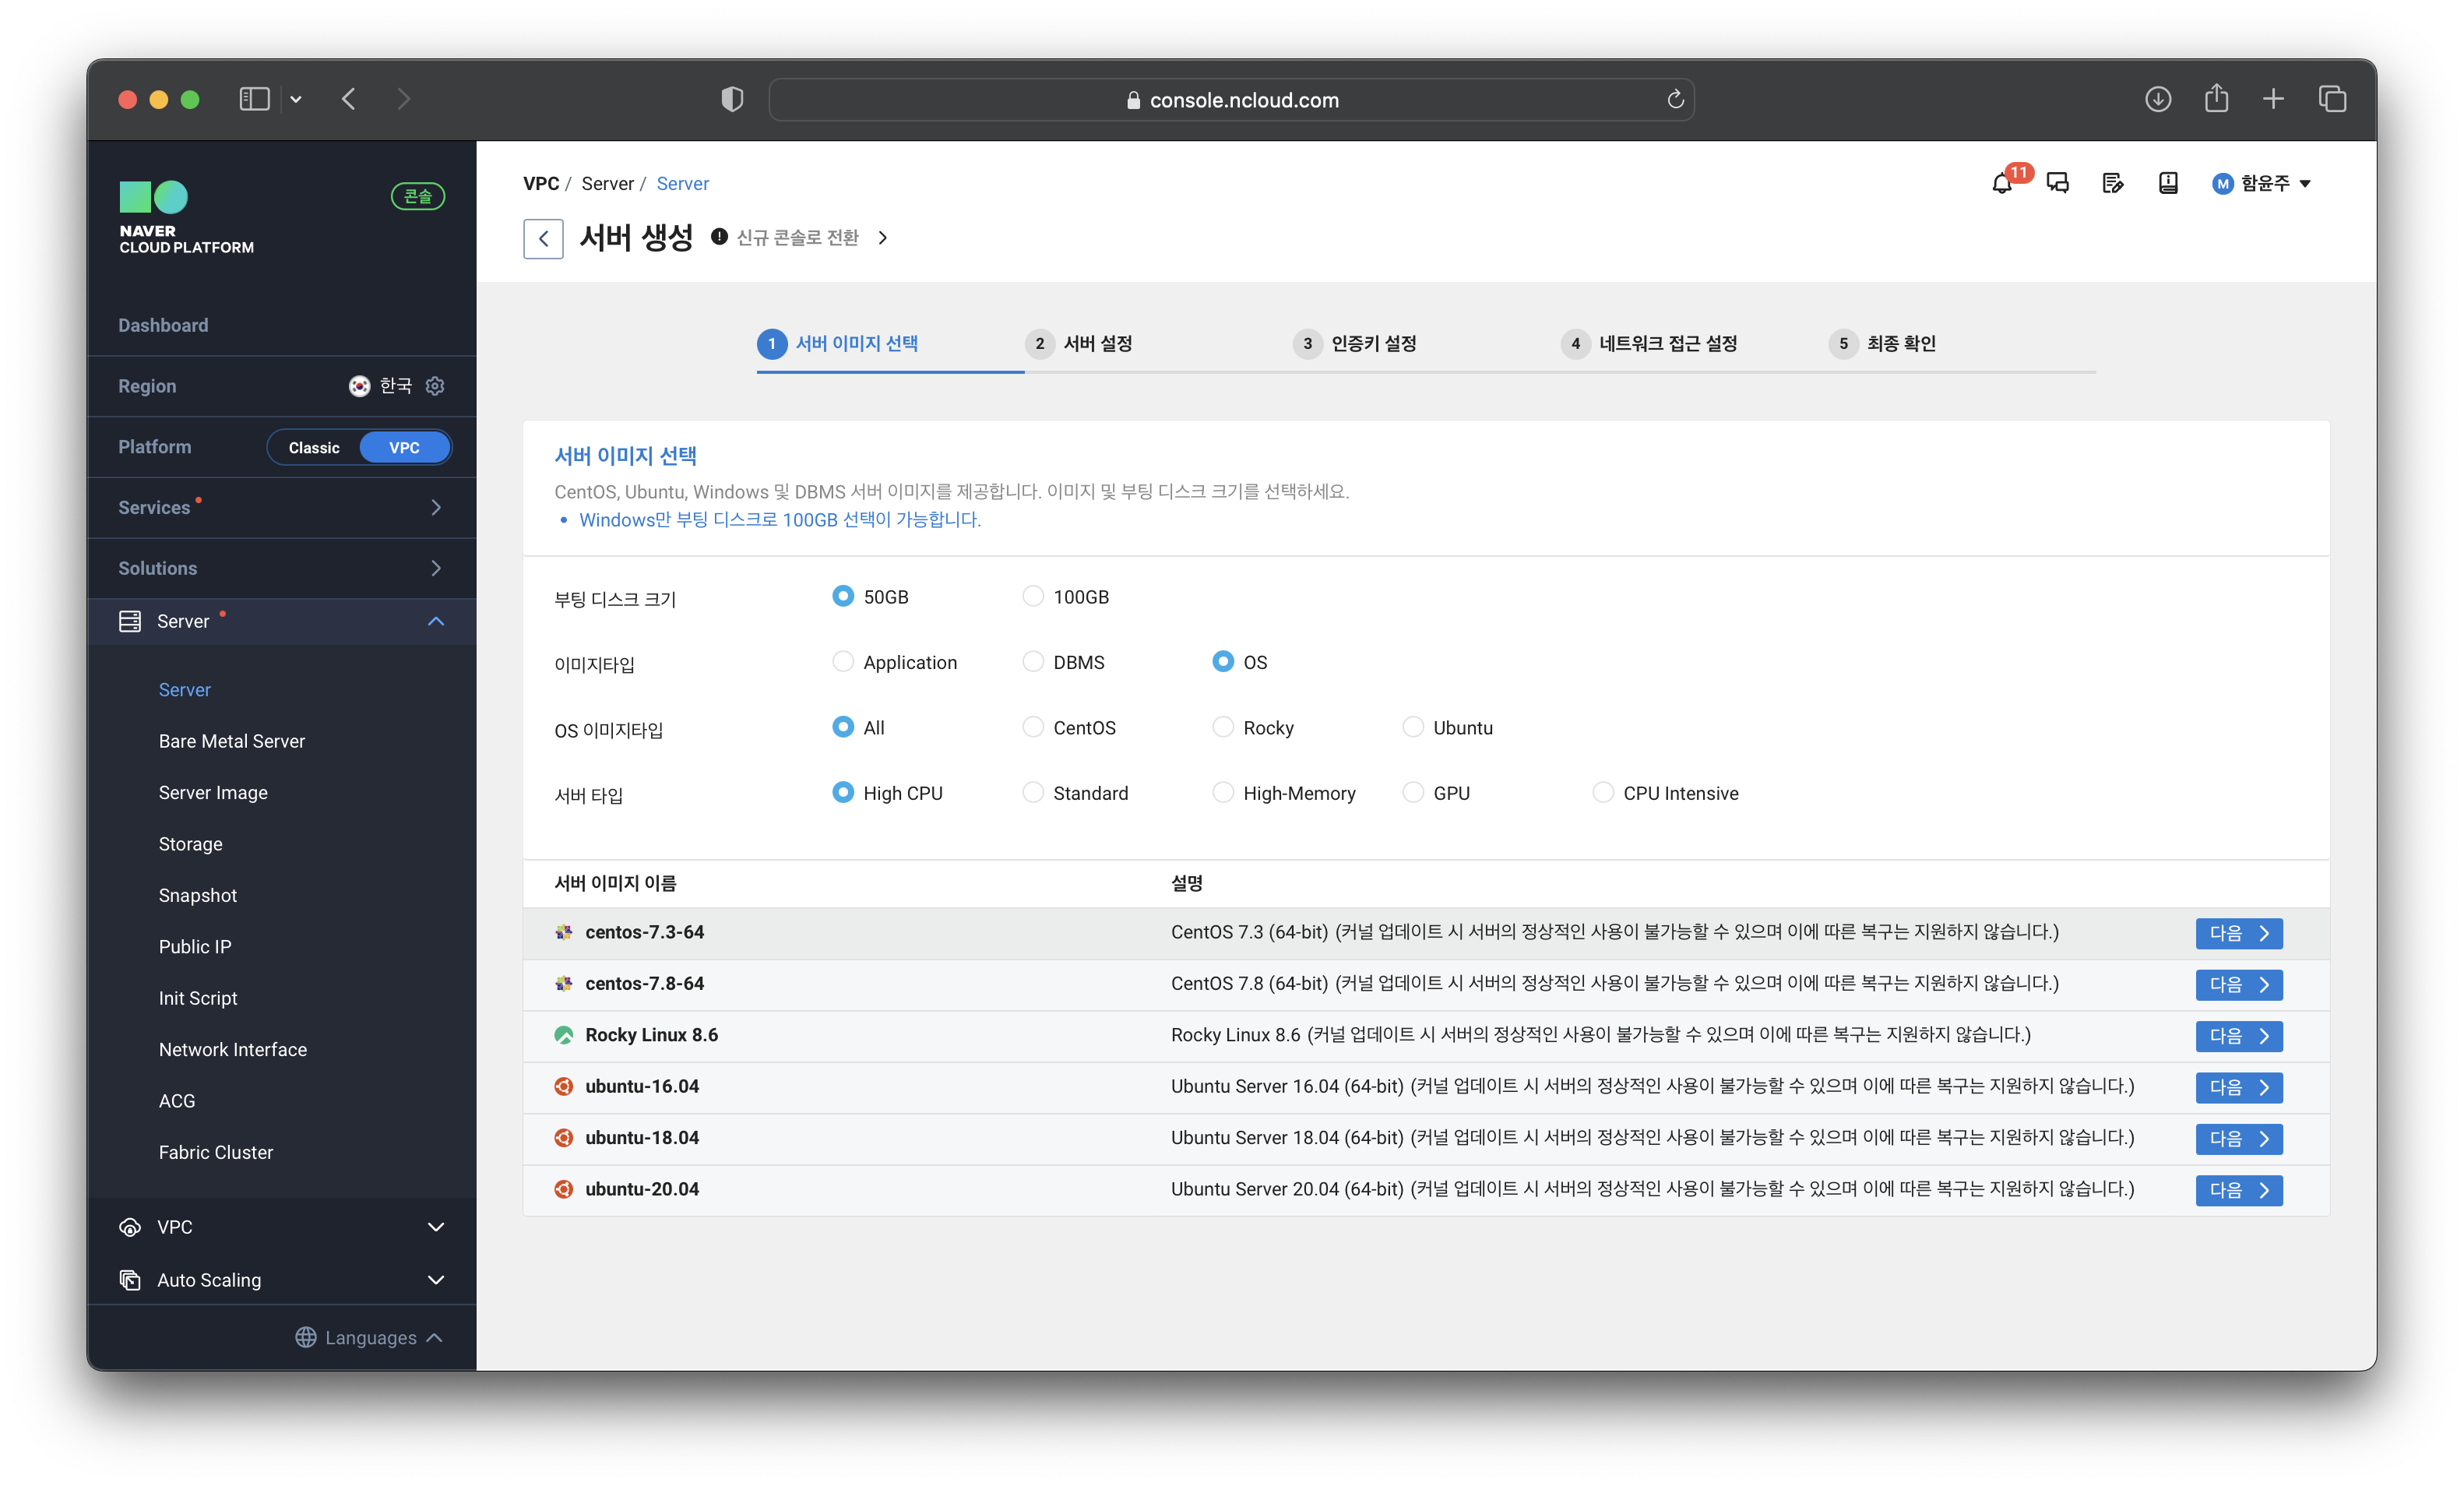 console.ncloud.com
NAVER
CLOUD PLATFORM
콘솔
Dashboard
Region 한국
Platform Classic VPC
Services
Solutions
Server
Server
Bare Metal Server
Server Image
Storage
Snapshot
Public IP
Init Script
Network Interface
ACG
Fabric Cluster
VPC
Auto Scaling
Languages
VPC / Server / Server
11
M 함윤주
서버 생성 신규 콘솔로 전환
1 서버 이미지 선택 2 서버 설정 3 인증키 설정 4 네트워크 접근 설정 5 최종 확인
서버 이미지 선택
CentOS, Ubuntu, Windows 및 DBMS 서버 이미지를 제공합니다. 이미지 및 부팅 디스크 크기를 선택하세요.
• Windows만 부팅 디스크로 100GB 선택이 가능합니다.
부팅 디스크 크기 50GB 100GB
이미지타입 Application DBMS OS
OS 이미지타입 All CentOS Rocky Ubuntu
서버 타입 High CPU Standard High-Memory GPU CPU Intensive
서버 이미지 이름 설명
centos-7.3-64 CentOS 7.3 (64-bit) (커널 업데이트 시 서버의 정상적인 사용이 불가능할 수 있으며 이에 따른 복구는 지원하지 않습니다.) 다음
centos-7.8-64 CentOS 7.8 (64-bit) (커널 업데이트 시 서버의 정상적인 사용이 불가능할 수 있으며 이에 따른 복구는 지원하지 않습니다.) 다음
Rocky Linux 8.6 Rocky Linux 8.6 (커널 업데이트 시 서버의 정상적인 사용이 불가능할 수 있으며 이에 따른 복구는 지원하지 않습니다.) 다음
ubuntu-16.04 Ubuntu Server 16.04 (64-bit) (커널 업데이트 시 서버의 정상적인 사용이 불가능할 수 있으며 이에 따른 복구는 지원하지 않습니다.) 다음
ubuntu-18.04 Ubuntu Server 18.04 (64-bit) (커널 업데이트 시 서버의 정상적인 사용이 불가능할 수 있으며 이에 따른 복구는 지원하지 않습니다.) 다음
ubuntu-20.04 Ubuntu Server 20.04 (64-bit) (커널 업데이트 시 서버의 정상적인 사용이 불가능할 수 있으며 이에 따른 복구는 지원하지 않습니다.) 다음